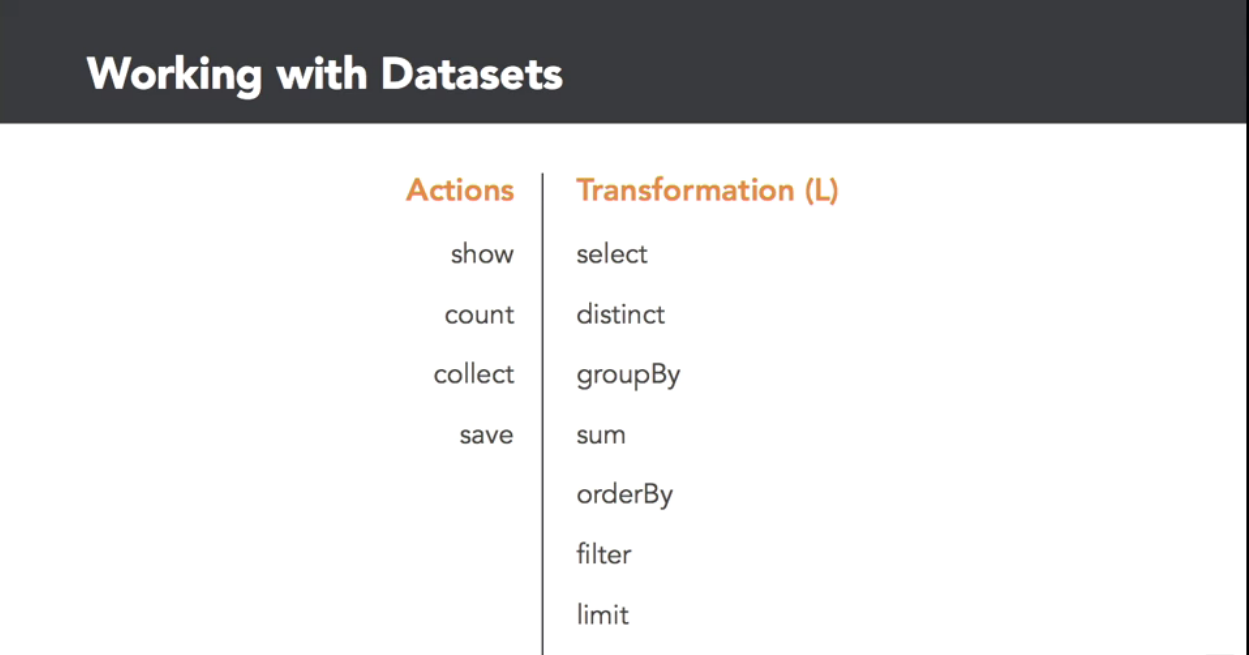 Working with Datasets
Actions
show
count
collect
save
Transformation (L)
select
distinct
groupBy
sum
orderBy
filter
limit